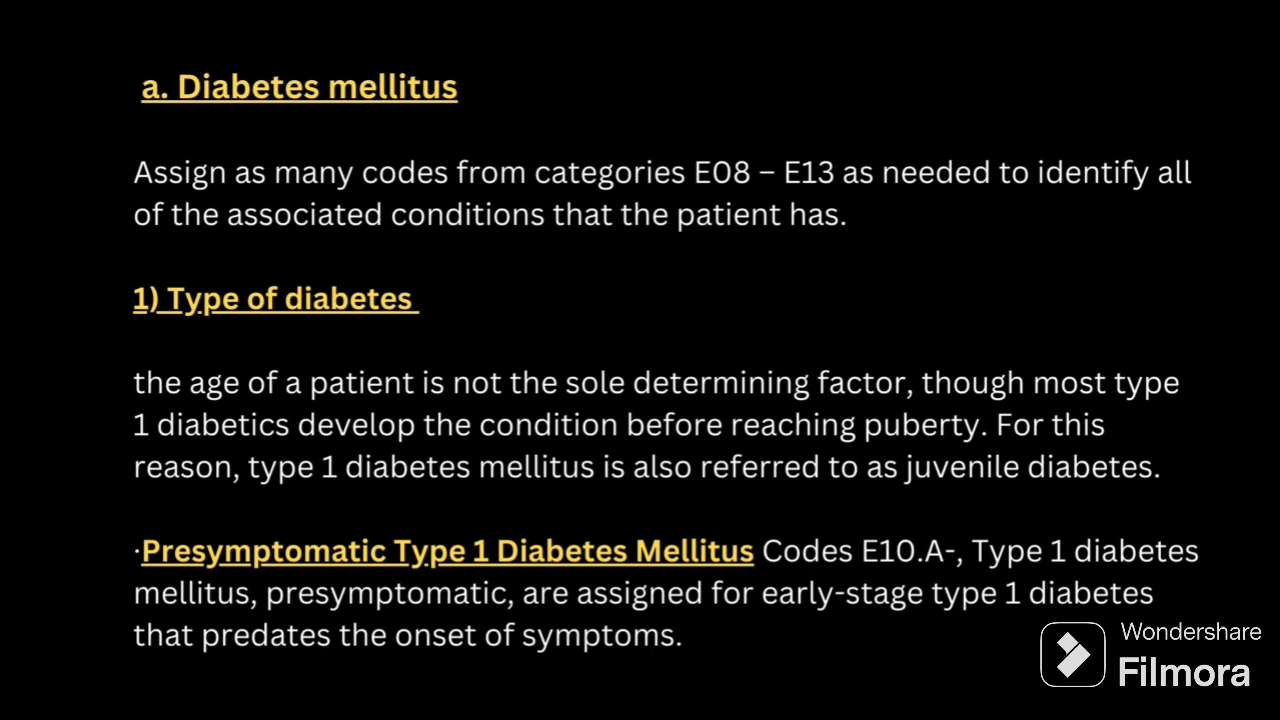 a. Diabetes mellitus
Assign as many codes from categories E08 – E13 as needed to identify all
of the associated conditions that the patient has.
1) Type of diabetes
the age of a patient is not the sole determining factor, though most type
1 diabetics develop the condition before reaching puberty. For this
reason, type 1 diabetes mellitus is also referred to as juvenile diabetes.
·Presymptomatic Type 1 Diabetes Mellitus Codes E10.A-, Type 1 diabetes
mellitus, presymptomatic, are assigned for early-stage type 1 diabetes
that predates the onset of symptoms.
Wondershare
Filmora